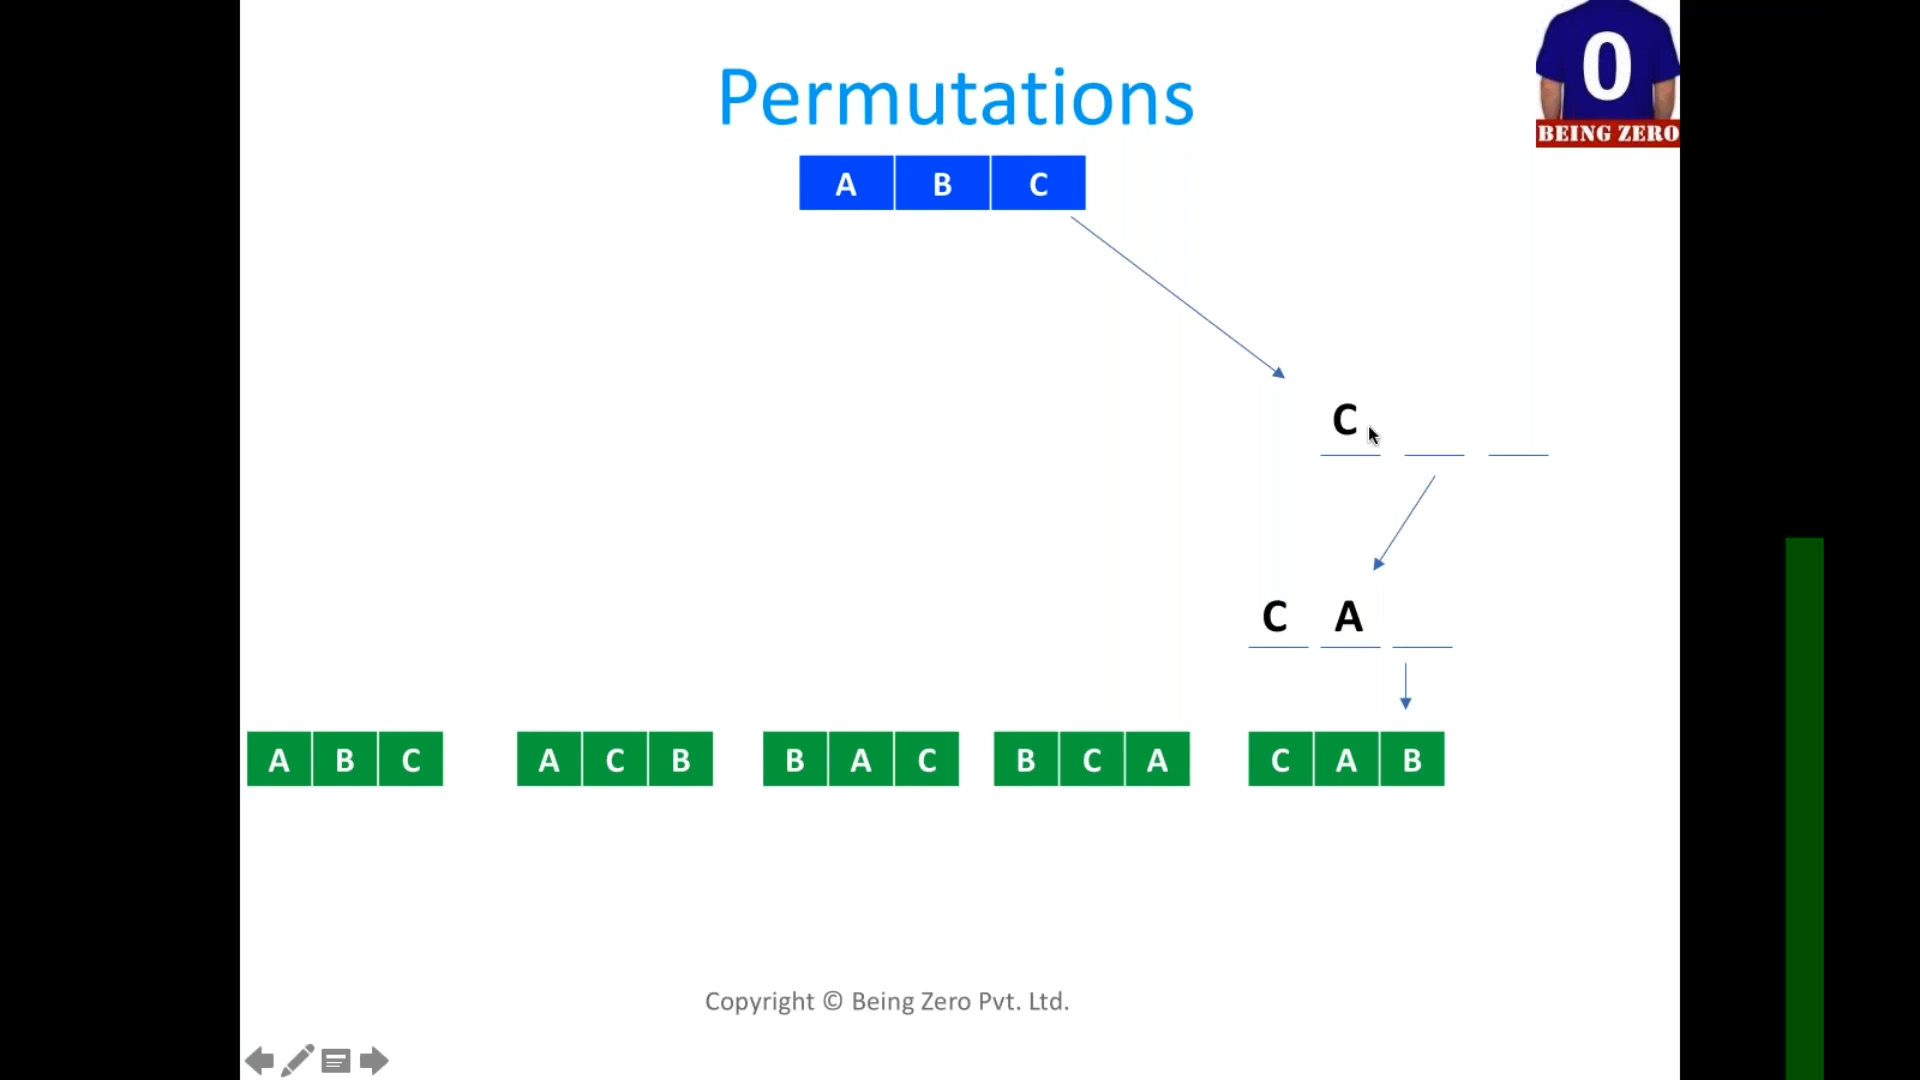 0
BEING ZERO
Permutations
A B C
C
C A
A B C A C B B A C B C A C A B
Copyright © Being Zero Pvt. Ltd.